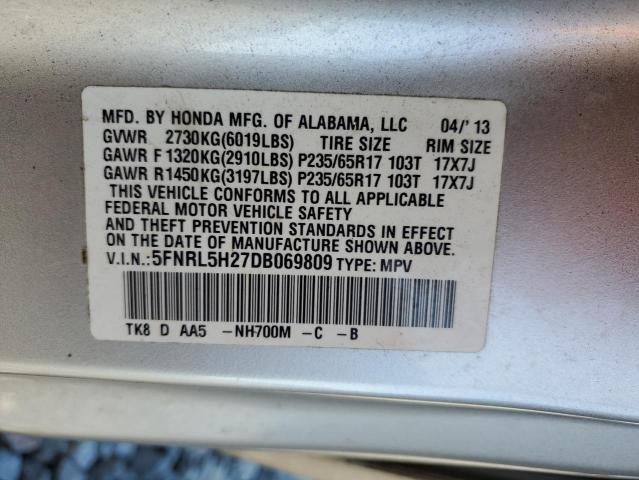 MFD. BY HONDA MFG. OF ALABAMA, LLC 04/'13
GVWR 2730KG(6019LBS) TIRE SIZE RIM SIZE
GAWR F 1320KG(2910LBS) P235/65R17 103T 17X7J
GAWR R1450KG(3197LBS) P235/65R17 103T 17X7J
THIS VEHICLE CONFORMS TO ALL APPLICABLE
FEDERAL MOTOR VEHICLE SAFETY
AND THEFT PREVENTION STANDARDS IN EFFECT
ON THE DATE OF MANUFACTURE SHOWN ABOVE.
V.I.N.:5FNRL5H27DB069809 TYPE: MPV
TK8 D AA5 -NH700M -C -B